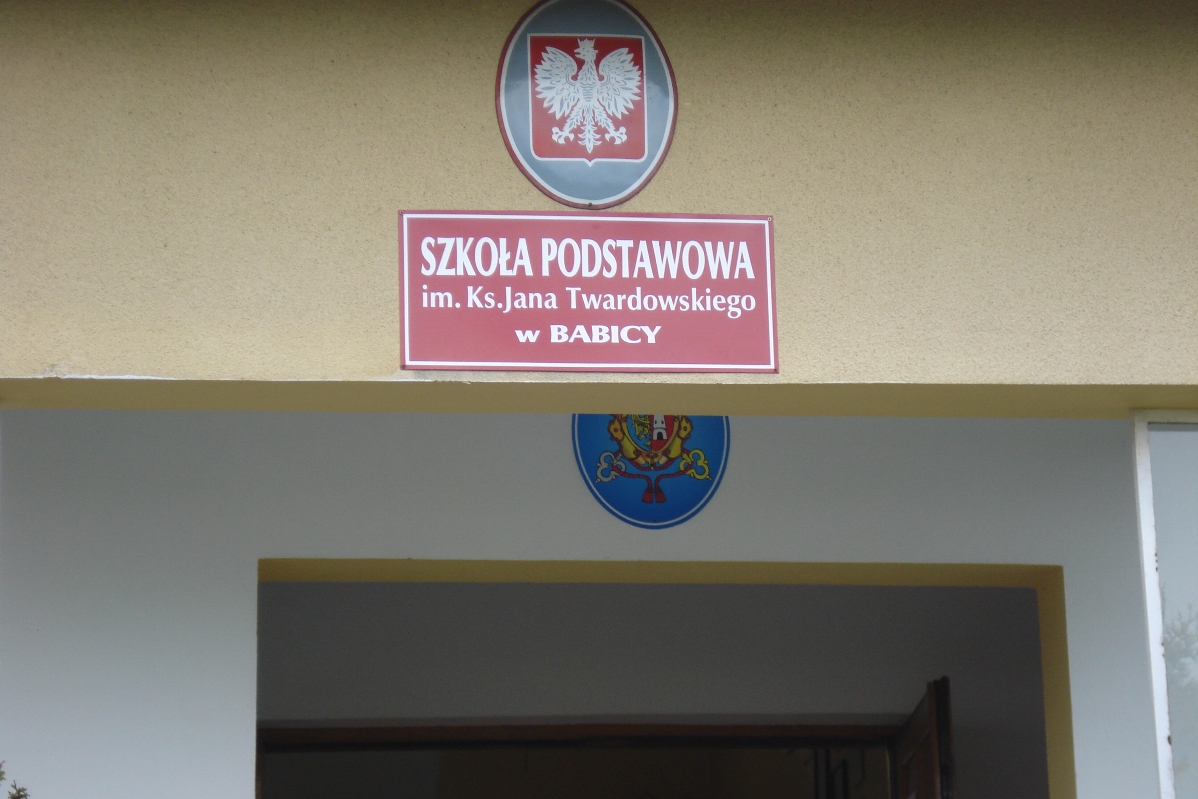 SZKOŁA PODSTAWOWA
im. Ks.Jana Twardowskiego
w BABICY